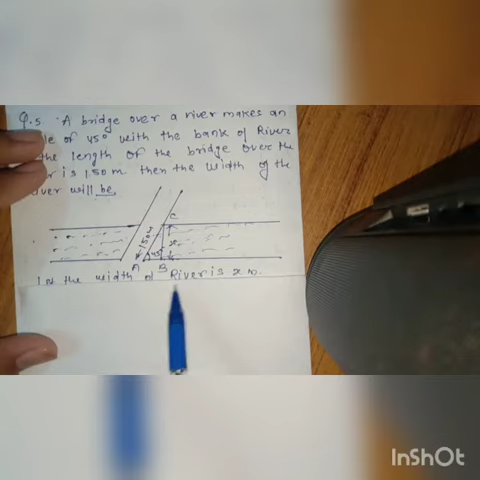 Q.5. A bridge over a river makes an
of 45° with the bank of River
the length of the bridge over the
is 150 m. then the width of the
will be
C
150m
x
45°
A
B
Let the width of River is x m.
InShOt